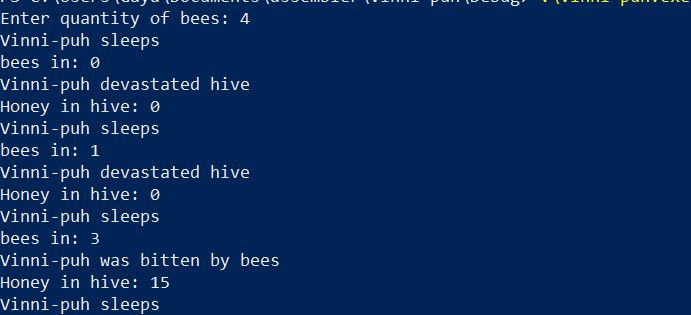 Enter quantity of bees: 4
Vinni-puh sleeps
bees in: 0
Vinni-puh devastated hive
Honey in hive: 0
Vinni-puh sleeps
bees in: 1
Vinni-puh devastated hive
Honey in hive: 0
Vinni-puh sleeps
bees in: 3
Vinni-puh was bitten by bees
Honey in hive: 15
Vinni-puh sleeps